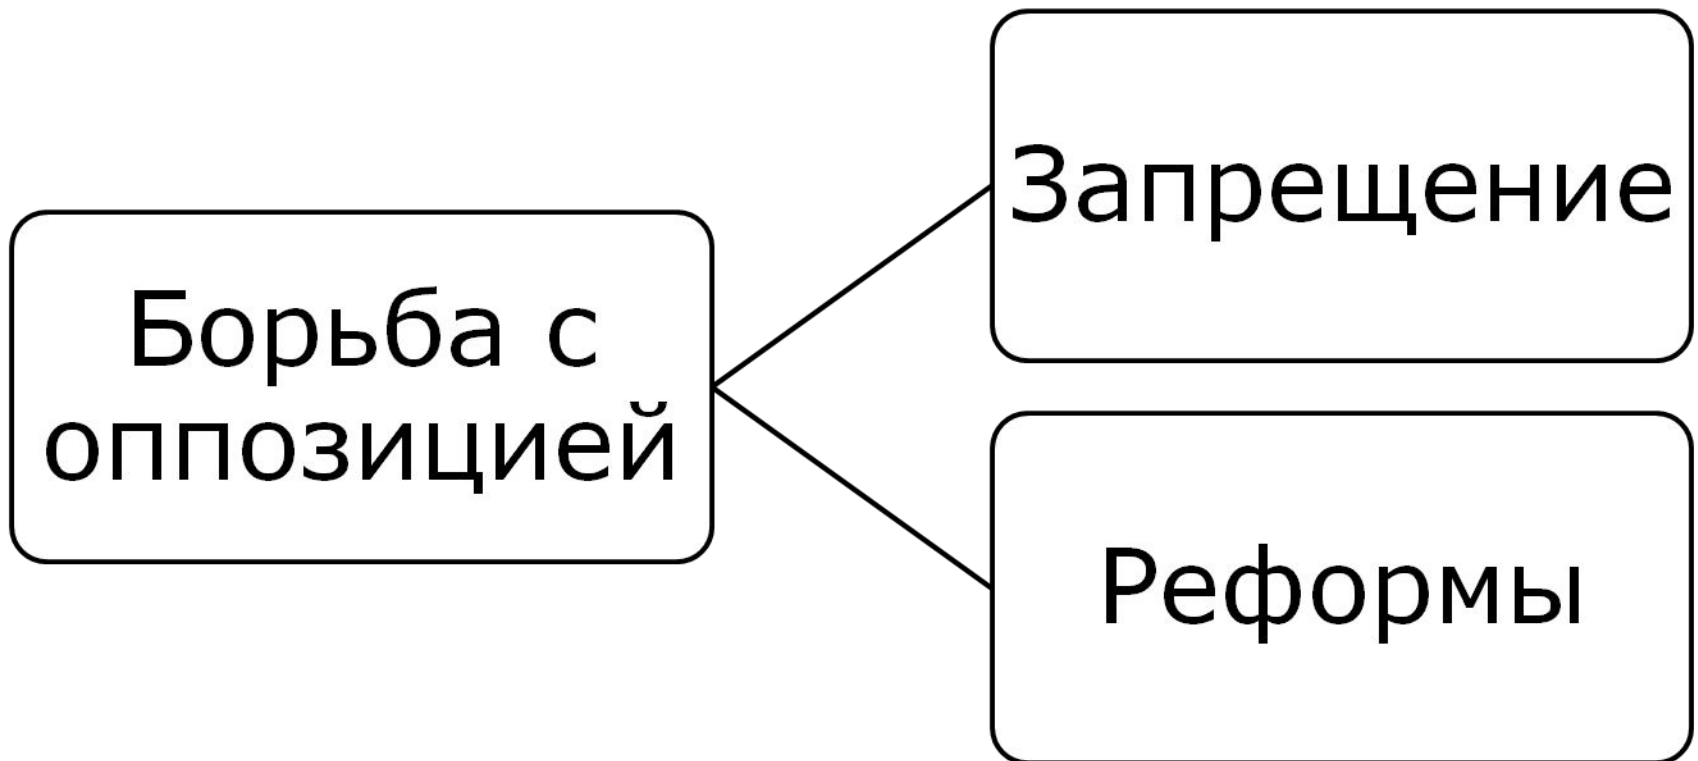 Борьба с
оппозицией
Запрещение
Реформы